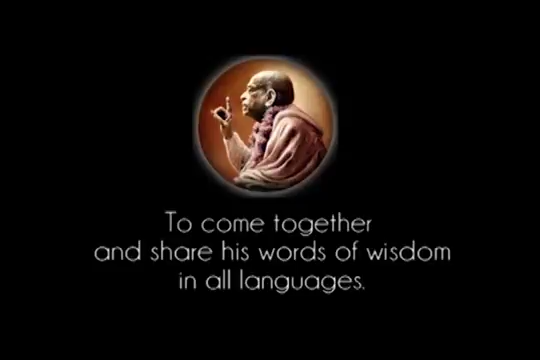 To come together
and share his words of wisdom
in all languages.